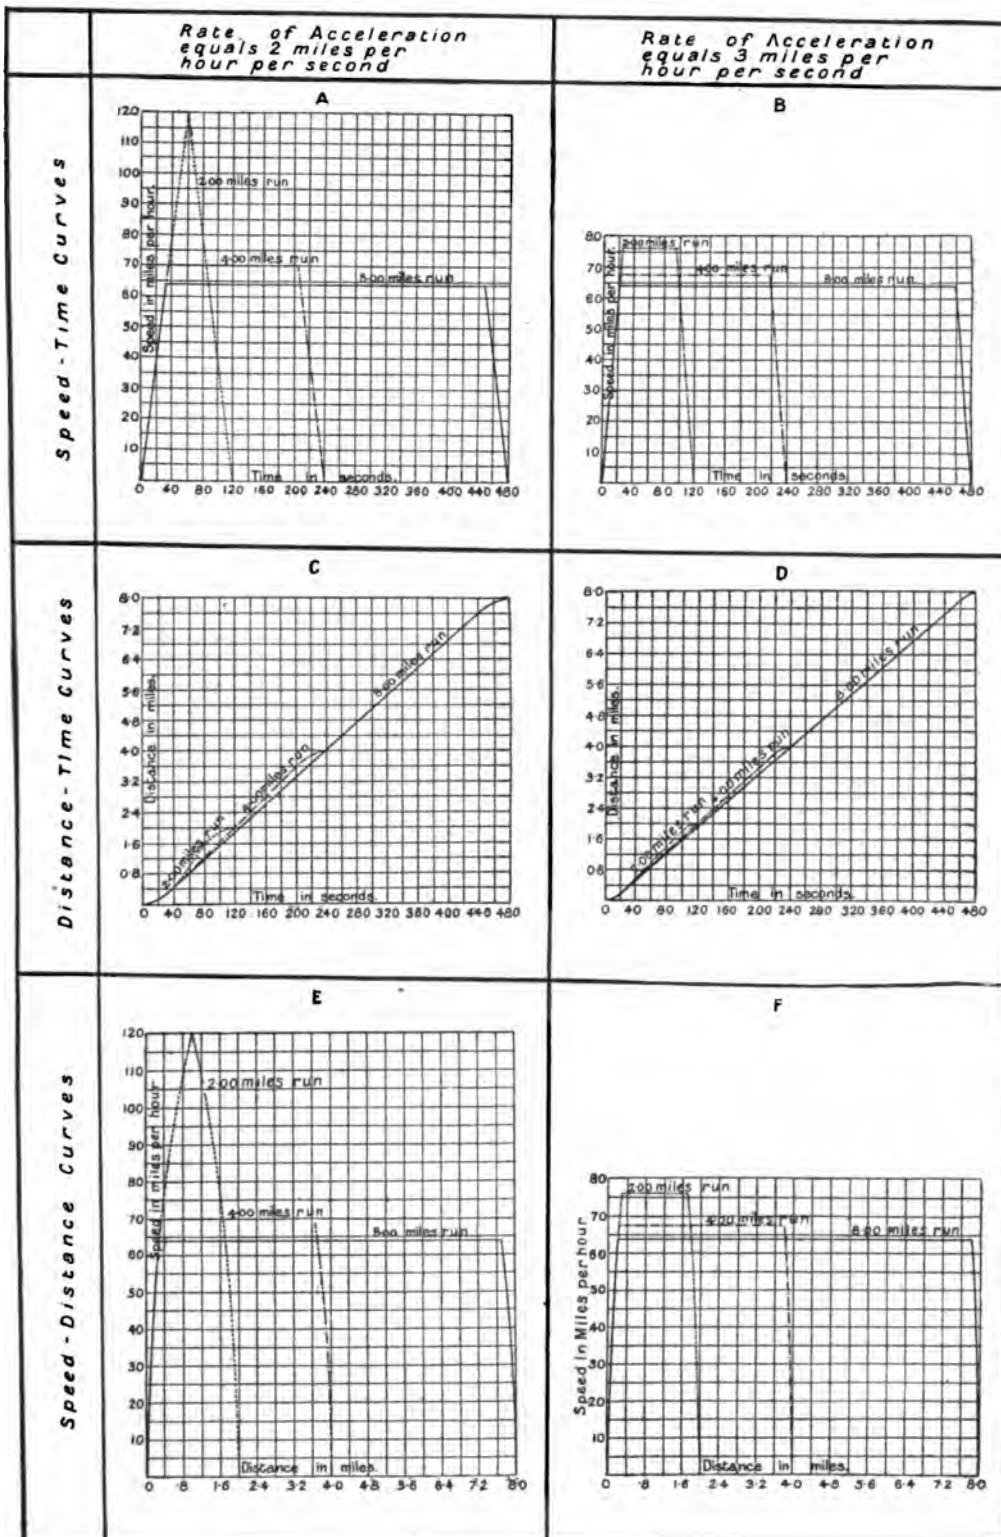 Rate of Acceleration
equals 2 miles per
hour per second
Rate of Acceleration
equals 3 miles per
hour per second
Speed-Time Curves
A
120
110
100
90
80
70
60
50
40
30
20
10
Speed in miles per hour.
2·00 miles run
4·00 miles run
8·00 miles run
Time in seconds.
0 40 80 120 160 200 240 280 320 360 400 440 480
B
80
70
60
50
40
30
20
10
Speed in miles per hour.
2·00 miles run
4·00 miles run
8·00 miles run
Time in seconds.
0 40 80 120 160 200 240 280 320 360 400 440 480
Distance-Time Curves
C
8·0
7·2
6·4
5·6
4·8
4·0
3·2
2·4
1·6
0·8
Distance in miles.
2·00 miles run
4·00 miles run
8·00 miles run
Time in seconds.
0 40 80 120 160 200 240 280 320 360 400 440 480
D
8·0
7·2
6·4
5·6
4·8
4·0
3·2
2·4
1·6
0·8
Distance in miles.
2·00 miles run
4·00 miles run
8·00 miles run
Time in seconds.
0 40 80 120 160 200 240 280 320 360 400 440 480
Speed-Distance Curves
E
120
110
100
90
80
70
60
50
40
30
20
10
Speed in miles per hour
2·00 miles run
4·00 miles run
8·00 miles run
Distance in miles.
0 ·8 1·6 2·4 3·2 4·0 4·8 5·6 6·4 7·2 8·0
F
80
70
60
50
40
30
20
10
Speed in Miles per hour
2·00 miles run
4·00 miles run
8·00 miles run
Distance in miles.
0 ·8 1·6 2·4 3·2 4·0 4·8 5·6 6·4 7·2 8·0